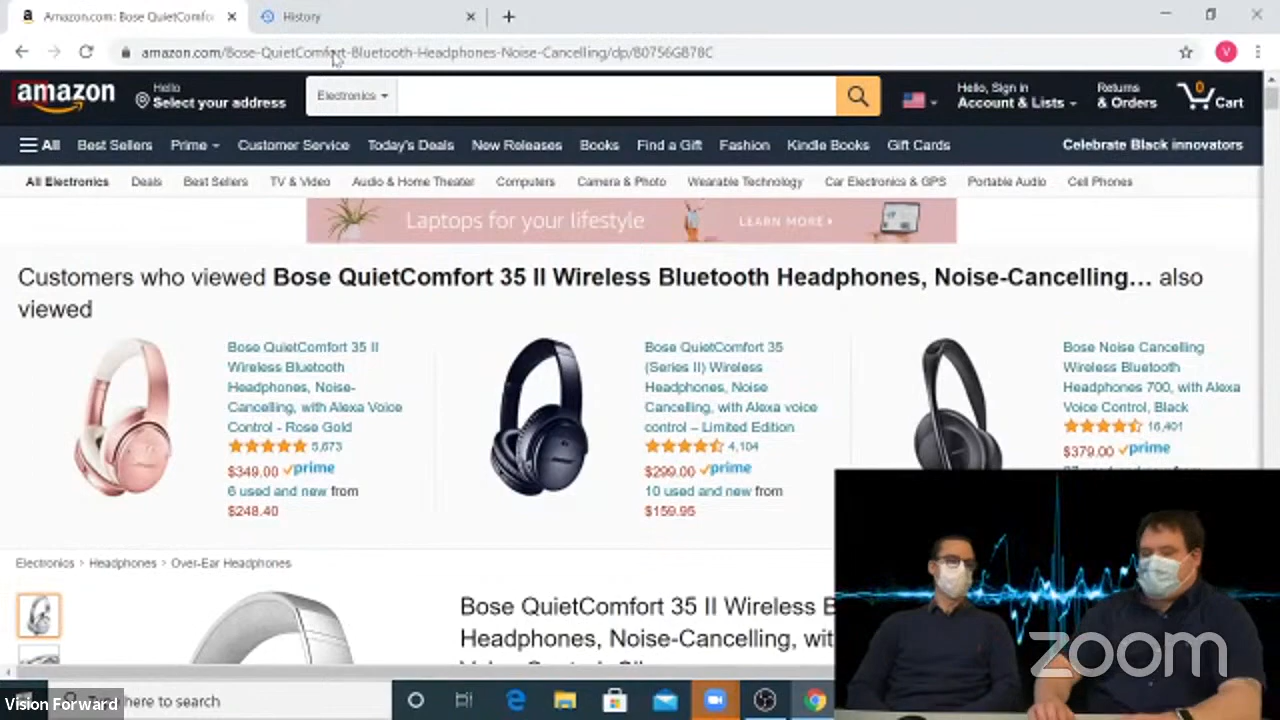 Amazon.com: Bose QuietComfo
History
amazon.com/Bose-QuietComfort-Bluetooth-Headphones-Noise-Cancelling/dp/B0756GB78C
amazon
Hello
Select your address
Electronics
Hello, Sign in
Account & Lists
Returns
& Orders
0
Cart
All
Best Sellers
Prime
Customer Service
Today's Deals
New Releases
Books
Find a Gift
Fashion
Kindle Books
Gift Cards
Celebrate Black innovators
All Electronics
Deals
Best Sellers
TV & Video
Audio & Home Theater
Computers
Camera & Photo
Wearable Technology
Car Electronics & GPS
Portable Audio
Cell Phones
Laptops for your lifestyle
LEARN MORE
Customers who viewed Bose QuietComfort 35 II Wireless Bluetooth Headphones, Noise-Cancelling… also
viewed
Bose QuietComfort 35 II
Wireless Bluetooth
Headphones, Noise-
Cancelling, with Alexa Voice
Control - Rose Gold
5,673
$349.00 prime
6 used and new from
$248.40
Bose QuietComfort 35
(Series II) Wireless
Headphones, Noise
Cancelling, with Alexa voice
control – Limited Edition
4,104
$299.00 prime
10 used and new from
$159.95
Bose Noise Cancelling
Wireless Bluetooth
Headphones 700, with Alexa
Voice Control, Black
16,401
$379.00 prime
Electronics > Headphones > Over-Ear Headphones
Bose QuietComfort 35 II Wireless B
Headphones, Noise-Cancelling, wit
zoom
Vision Forward
here to search